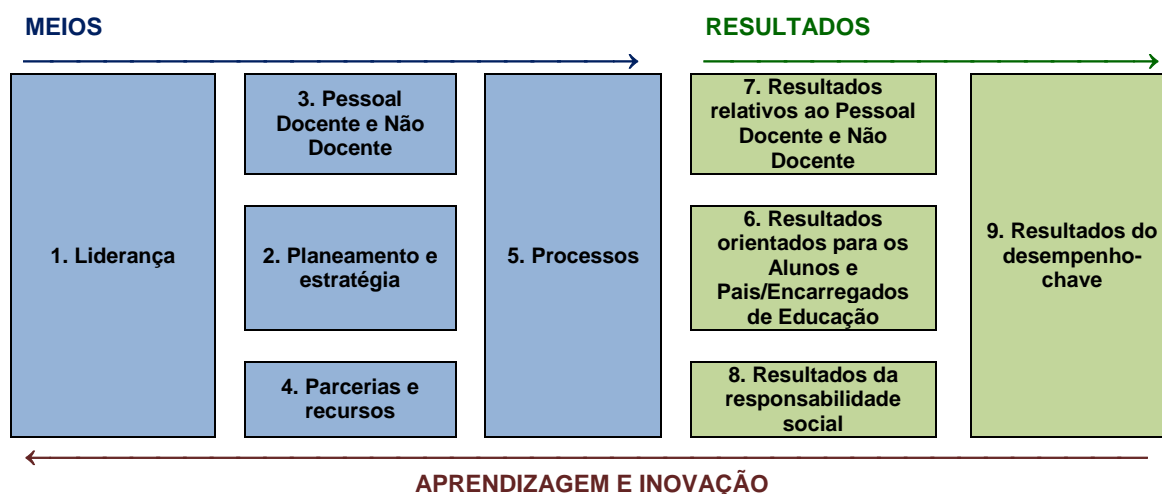 MEIOS
RESULTADOS
1. Liderança
3. Pessoal
Docente e Não
Docente
2. Planeamento e
estratégia
4. Parcerias e
recursos
5. Processos
7. Resultados
relativos ao Pessoal
Docente e Não
Docente
6. Resultados
orientados para os
Alunos e
Pais/Encarregados
de Educação
8. Resultados da
responsabilidade
social
9. Resultados do
desempenho-
chave
APRENDIZAGEM E INOVAÇÃO